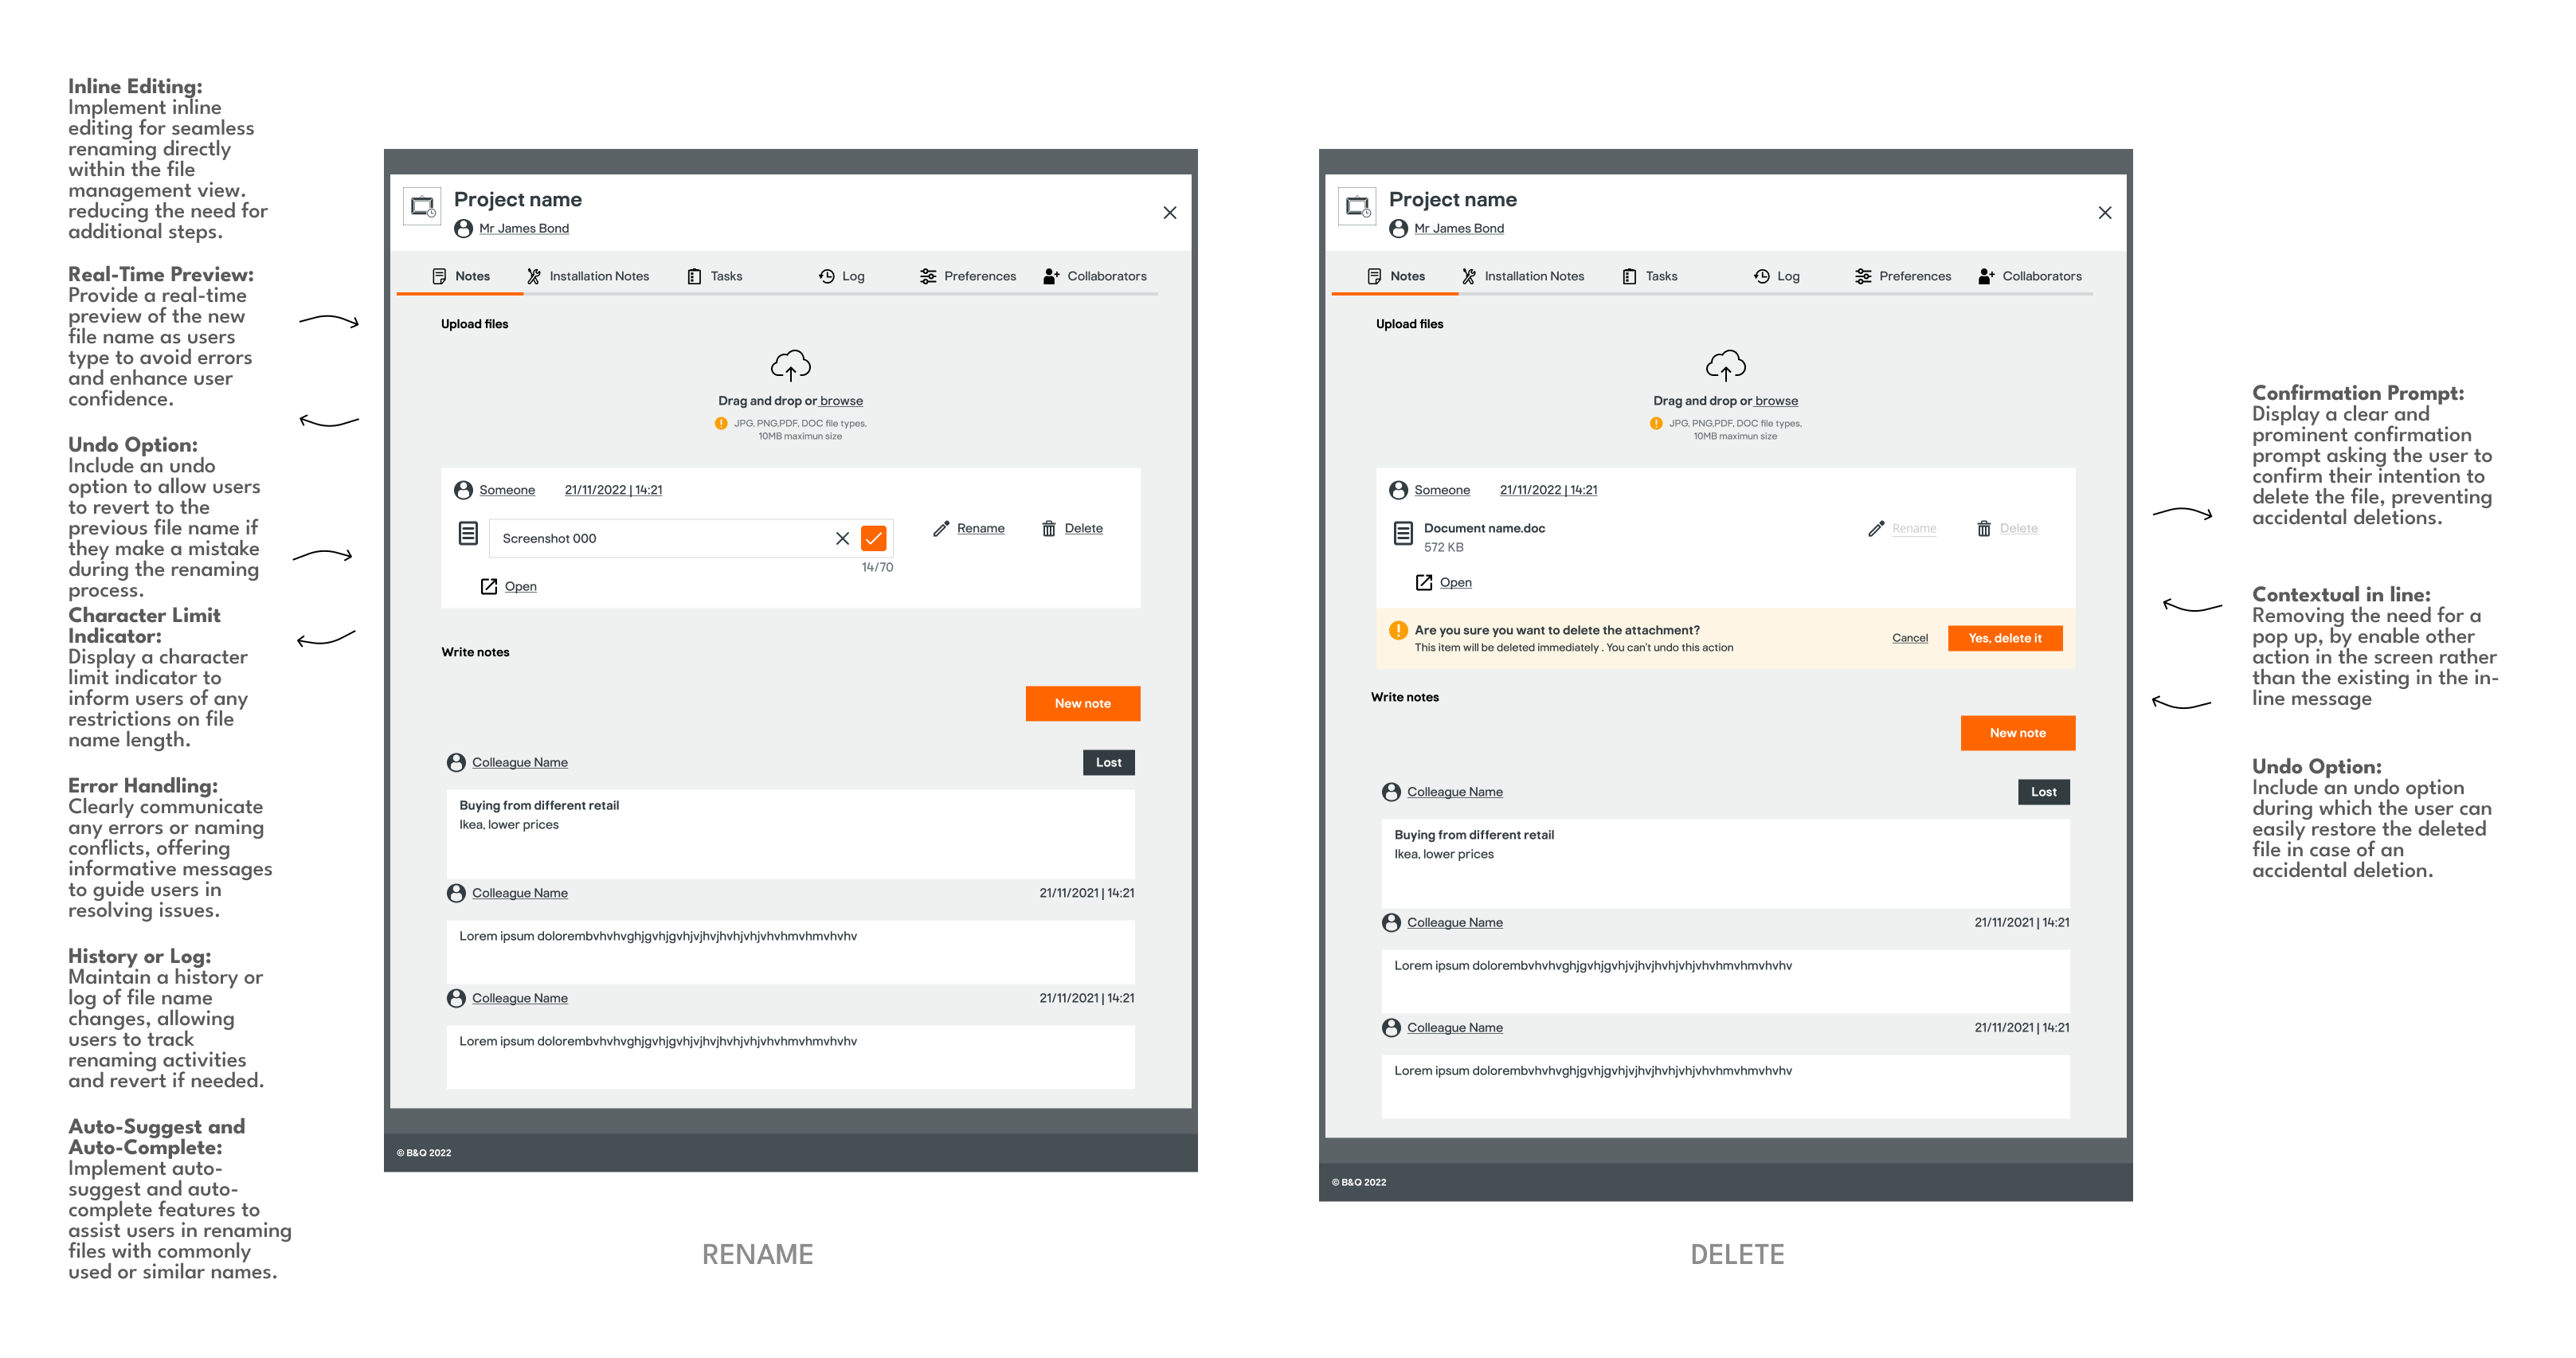 Inline Editing:
Implement inline
editing for seamless
renaming directly
within the file
management view.
reducing the need for
additional steps.
Real-Time Preview:
Provide a real-time
preview of the new
file name as users
type to avoid errors
and enhance user
confidence.
Undo Option:
Include an undo
option to allow users
to revert to the
previous file name if
they make a mistake
during the renaming
process.
Character Limit
Indicator:
Display a character
limit indicator to
inform users of any
restrictions on file
name length.
Error Handling:
Clearly communicate
any errors or naming
conflicts, offering
informative messages
to guide users in
resolving issues.
History or Log:
Maintain a history or
log of file name
changes, allowing
users to track
renaming activities
and revert if needed.
Auto-Suggest and
Auto-Complete:
Implement auto-
suggest and auto-
complete features to
assist users in renaming
files with commonly
used or similar names.
Project name
Mr James Bond
Notes Installation Notes Tasks Log Preferences Collaborators
Upload files
Drag and drop or browse
JPG, PNG,PDF, DOC file types,
10MB maximun size
Someone 21/11/2022 | 14:21
Screenshot 000 Rename Delete
14/70
Open
Write notes
New note
Colleague Name Lost
Buying from different retail
Ikea, lower prices
Colleague Name 21/11/2021 | 14:21
Lorem ipsum dolorembvhvhvghjgvhjgvhjvjhvjhvhjvhjvhvhmvhmvhvhv
Colleague Name 21/11/2021 | 14:21
Lorem ipsum dolorembvhvhvghjgvhjgvhjvjhvjhvhjvhjvhvhmvhmvhvhv
© B&Q 2022
RENAME
Project name
Mr James Bond
Notes Installation Notes Tasks Log Preferences Collaborators
Upload files
Drag and drop or browse
JPG, PNG,PDF, DOC file types,
10MB maximun size
Someone 21/11/2022 | 14:21
Document name.doc Rename Delete
572 KB
Open
Are you sure you want to delete the attachment?
This item will be deleted immediately . You can't undo this action
Cancel Yes, delete it
Write notes
New note
Colleague Name Lost
Buying from different retail
Ikea, lower prices
Colleague Name 21/11/2021 | 14:21
Lorem ipsum dolorembvhvhvghjgvhjgvhjvjhvjhvhjvhjvhvhmvhmvhvhv
Colleague Name 21/11/2021 | 14:21
Lorem ipsum dolorembvhvhvghjgvhjgvhjvjhvjhvhjvhjvhvhmvhmvhvhv
© B&Q 2022
DELETE
Confirmation Prompt:
Display a clear and
prominent confirmation
prompt asking the user to
confirm their intention to
delete the file, preventing
accidental deletions.
Contextual in line:
Removing the need for a
pop up, by enable other
action in the screen rather
than the existing in the in-
line message
Undo Option:
Include an undo option
during which the user can
easily restore the deleted
file in case of an
accidental deletion.